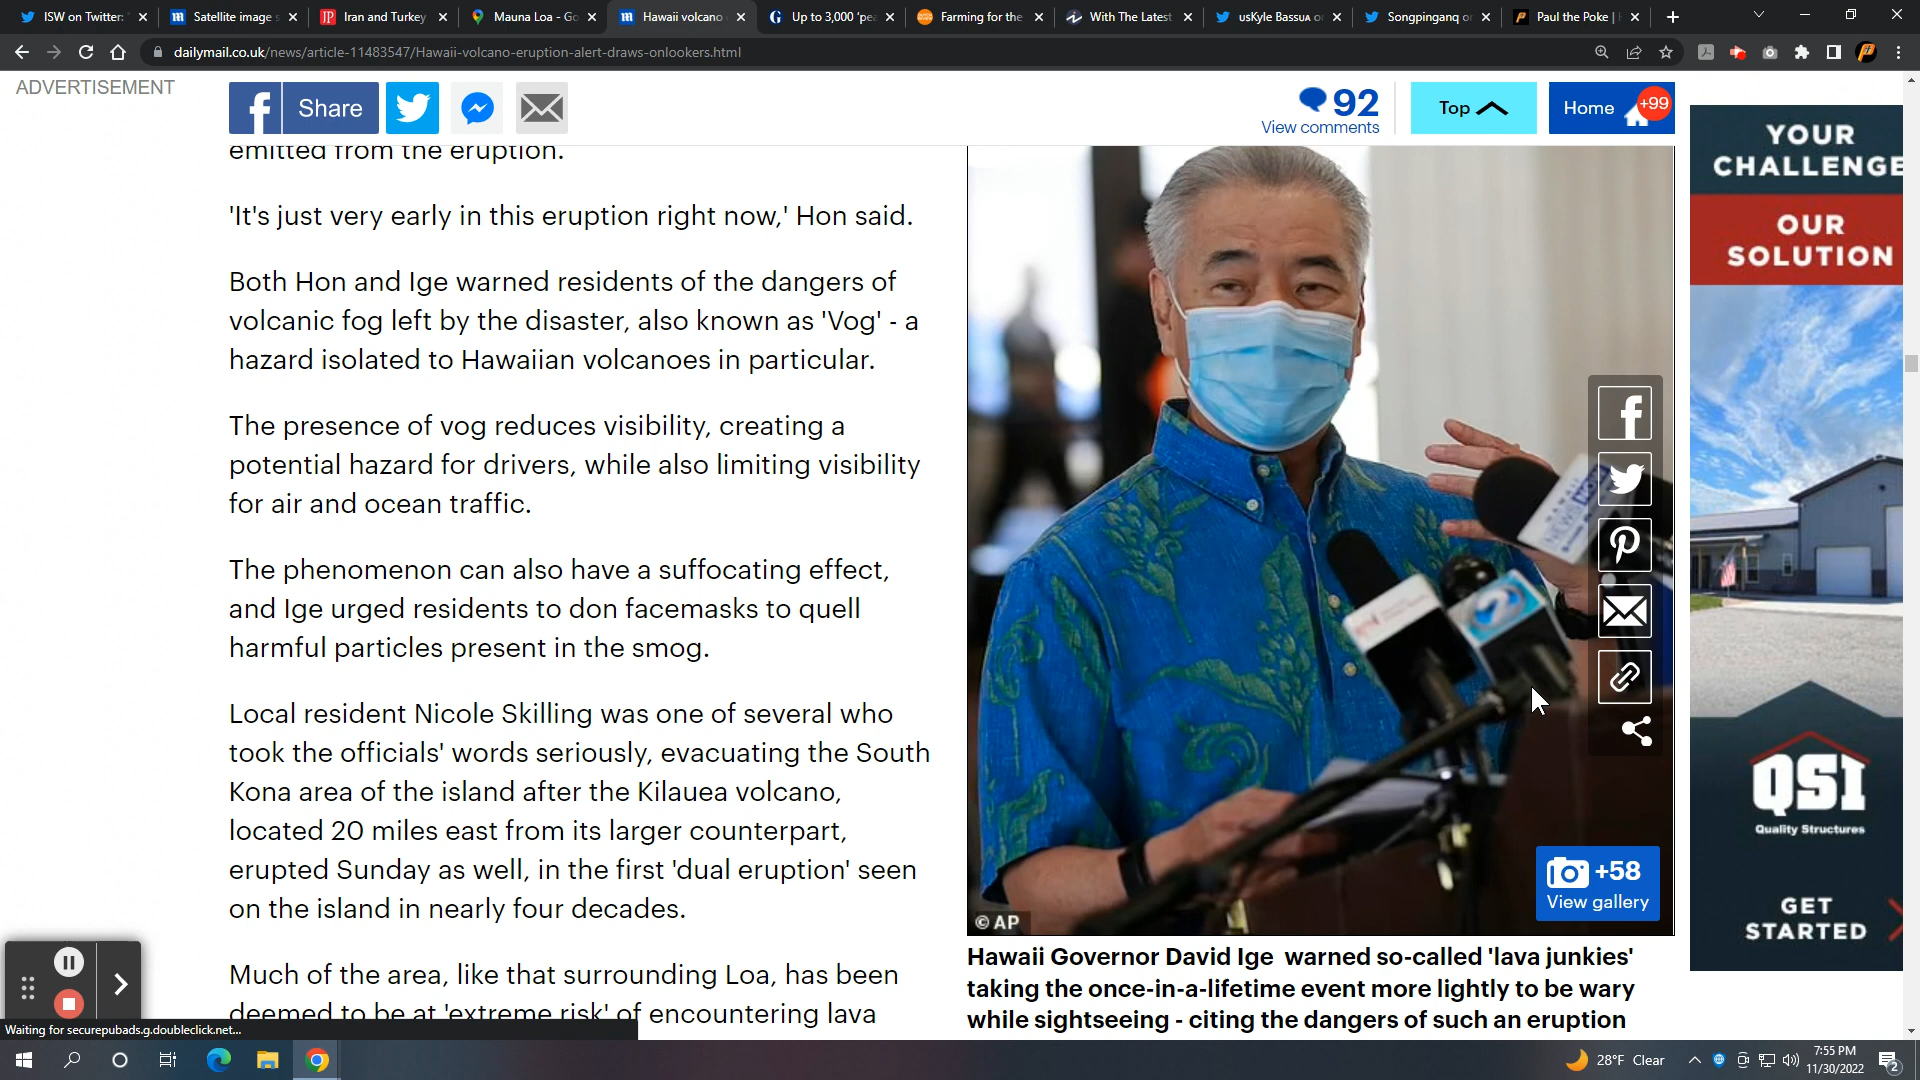 ISW on Twitter: '
Satellite image s
Iran and Turkey
Mauna Loa - Go
Hawaii volcano
Up to 3,000 'pea
Farming for the
With The Latest
usKyle Bassua on
Songpinganq on
Paul the Poke | H
dailymail.co.uk/news/article-11483547/Hawaii-volcano-eruption-alert-draws-onlookers.html
ADVERTISEMENT
Share
92
View comments
Top
Home
+99
emitted from the eruption.
'It's just very early in this eruption right now,' Hon said.
Both Hon and Ige warned residents of the dangers of
volcanic fog left by the disaster, also known as 'Vog' - a
hazard isolated to Hawaiian volcanoes in particular.
The presence of vog reduces visibility, creating a
potential hazard for drivers, while also limiting visibility
for air and ocean traffic.
The phenomenon can also have a suffocating effect,
and Ige urged residents to don facemasks to quell
harmful particles present in the smog.
Local resident Nicole Skilling was one of several who
took the officials' words seriously, evacuating the South
Kona area of the island after the Kilauea volcano,
located 20 miles east from its larger counterpart,
erupted Sunday as well, in the first 'dual eruption' seen
on the island in nearly four decades.
Much of the area, like that surrounding Loa, has been
deemed to be at 'extreme risk' of encountering lava
© AP
+58
View gallery
Hawaii Governor David Ige warned so-called 'lava junkies'
taking the once-in-a-lifetime event more lightly to be wary
while sightseeing - citing the dangers of such an eruption
YOUR
CHALLENGE
OUR
SOLUTION
QSI
Quality Structures
GET
STARTED
Waiting for securepubads.g.doubleclick.net...
28°F Clear
7:55 PM
11/30/2022
2